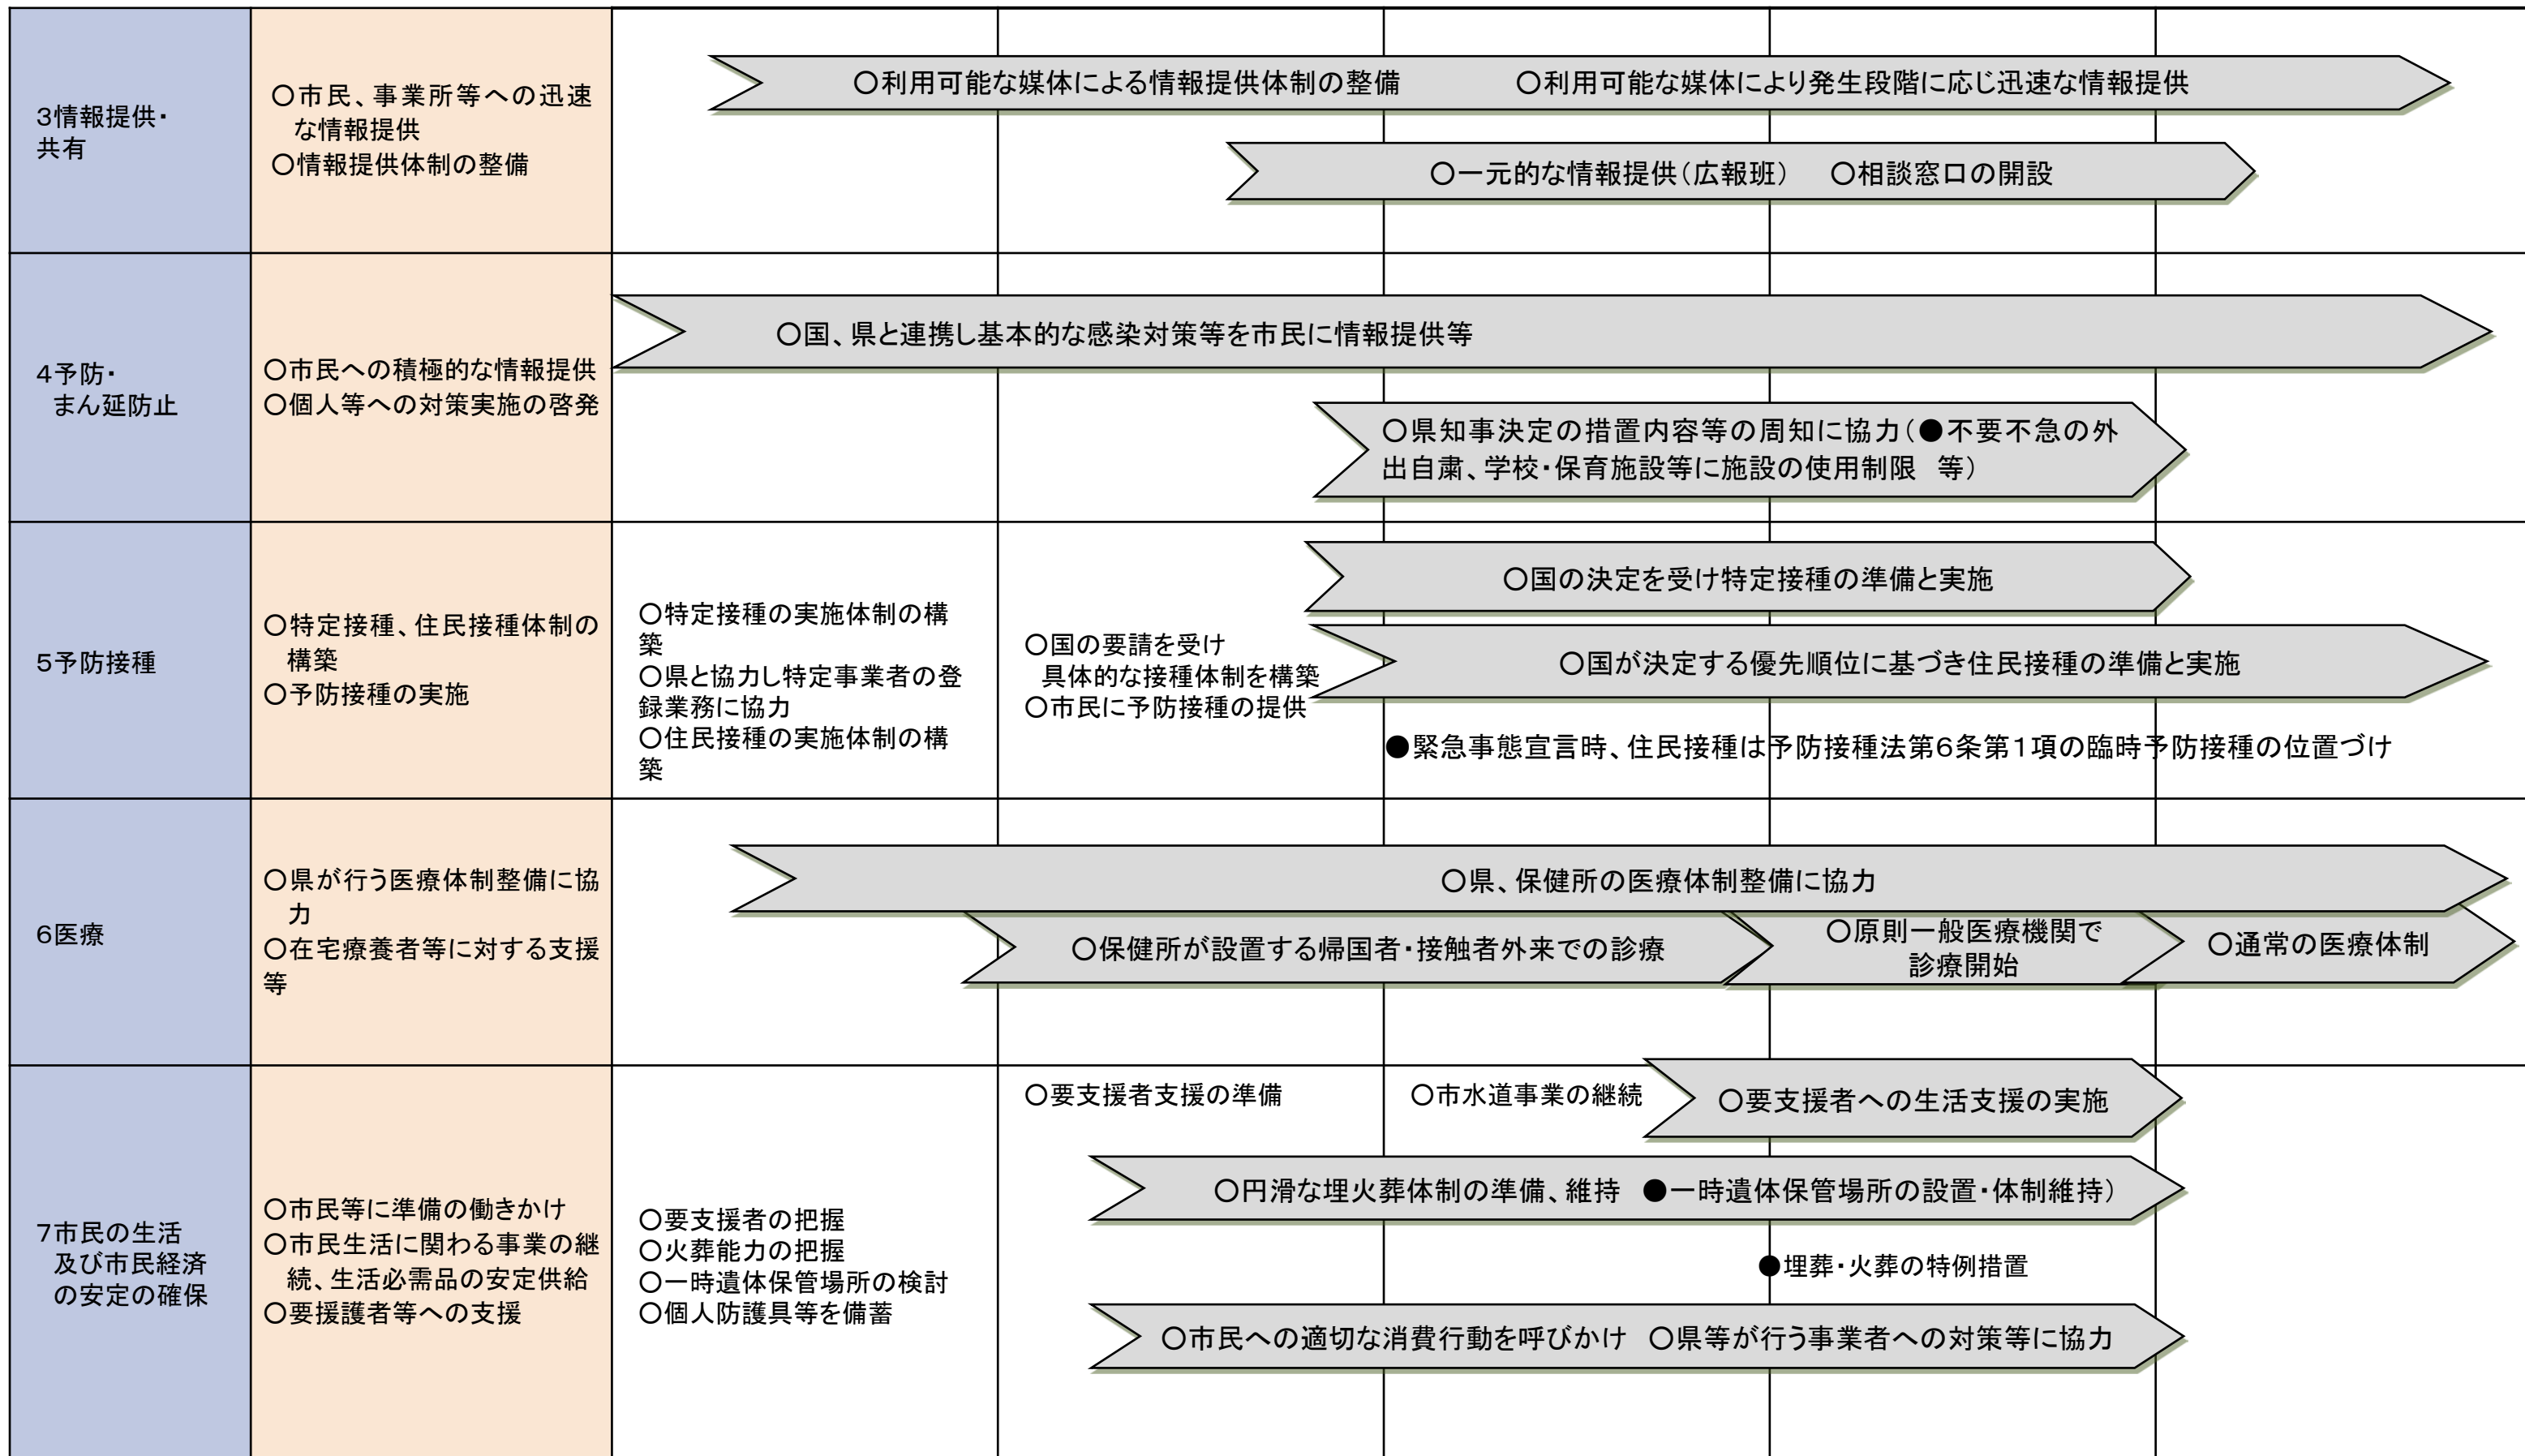 3情報提供・
共有
○市民、事業所等への迅速
な情報提供
○情報提供体制の整備
○利用可能な媒体による情報提供体制の整備　　　○利用可能な媒体により発生段階に応じ迅速な情報提供
○一元的な情報提供（広報班）　○相談窓口の開設
4予防・
まん延防止
○市民への積極的な情報提供
○個人等への対策実施の啓発
○国、県と連携し基本的な感染対策等を市民に情報提供等
○県知事決定の措置内容等の周知に協力（●不要不急の外
出自粛、学校・保育施設等に施設の使用制限　等）
5予防接種
○特定接種、住民接種体制の
構築
○予防接種の実施
○特定接種の実施体制の構
築
○県と協力し特定事業者の登
録業務に協力
○住民接種の実施体制の構
築
○国の要請を受け
具体的な接種体制を構築
○市民に予防接種の提供
○国の決定を受け特定接種の準備と実施
○国が決定する優先順位に基づき住民接種の準備と実施
●緊急事態宣言時、住民接種は予防接種法第6条第1項の臨時予防接種の位置づけ
6医療
○県が行う医療体制整備に協
力
○在宅療養者等に対する支援
等
○県、保健所の医療体制整備に協力
○保健所が設置する帰国者・接触者外来での診療
○原則一般医療機関で
診療開始
○通常の医療体制
7市民の生活
及び市民経済
の安定の確保
○市民等に準備の働きかけ
○市民生活に関わる事業の継
続、生活必需品の安定供給
○要援護者等への支援
○要支援者の把握
○火葬能力の把握
○一時遺体保管場所の検討
○個人防護具等を備蓄
○要支援者支援の準備
○市水道事業の継続
○要支援者への生活支援の実施
○円滑な埋火葬体制の準備、維持　●一時遺体保管場所の設置・体制維持）
●埋葬・火葬の特例措置
○市民への適切な消費行動を呼びかけ　○県等が行う事業者への対策等に協力